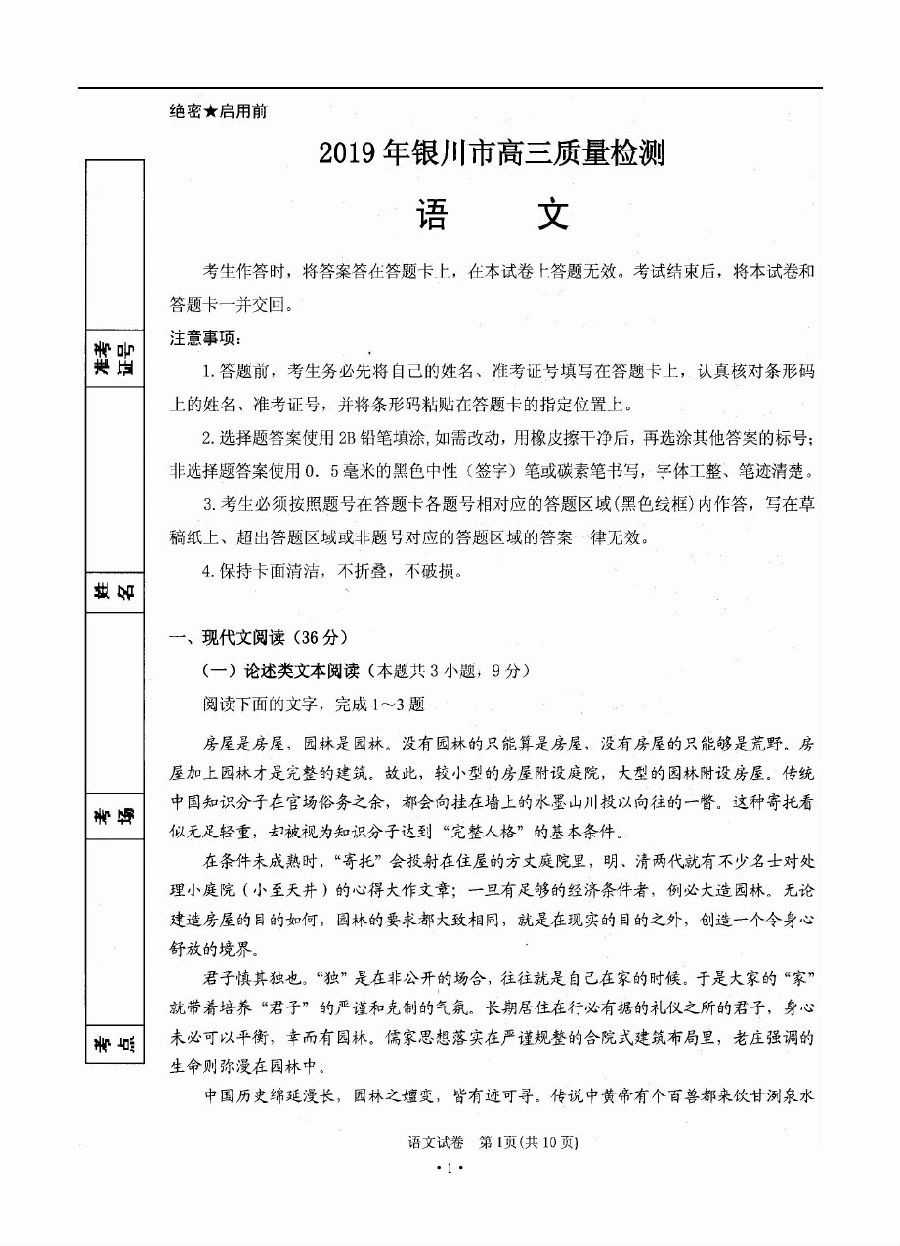 绝密★启用前
2019 年银川市高三质量检测
语 文
考生作答时，将答案答在答题卡上，在本试卷上答题无效。考试结束后，将本试卷和
答题卡一并交回。
注意事项：
1.答题前，考生务必先将自己的姓名、准考证号填写在答题卡上，认真核对条形码
上的姓名、准考证号，并将条形码粘贴在答题卡的指定位置上。
2.选择题答案使用 2B 铅笔填涂,如需改动，用橡皮擦干净后，再选涂其他答案的标号；
非选择题答案使用0．5 毫米的黑色中性（签字）笔或碳素笔书写，字体工整、笔迹清楚。
3.考生必须按照题号在答题卡各题号相对应的答题区域(黑色线框)内作答，写在草
稿纸上、超出答题区域或非题号对应的答题区域的答案 律无效。
4.保持卡面清洁，不折叠，不破损。
一、现代文阅读（36 分）
（一）论述类文本阅读（本题共 3 小题，9 分）
阅读下面的文字，完成 1～3 题
房屋是房屋，园林是园林。没有园林的只能算是房屋，没有房屋的只能够是荒野。房
屋加上园林才是完整的建筑。故此，较小型的房屋附设庭院，大型的园林附设房屋。传统
中国知识分子在官场俗务之余，都会向挂在墙上的水墨山川投以向往的一瞥。这种寄托看
似无足轻重，却被视为知识分子达到“完整人格”的基本条件。
在条件未成熟时，“寄托”会投射在住屋的方丈庭院里，明、清两代就有不少名士对处
理小庭院（小至天井）的心得大作文章；一旦有足够的经济条件者，例必大造园林。无论
建造房屋的目的如何，园林的要求都大致相同，就是在现实的目的之外，创造一个令身心
舒放的境界。
君子慎其独也。“独”是在非公开的场合，往往就是自己在家的时候。于是大家的“家”
就带着培养“君子”的严谨和克制的气氛。长期居住在行必有据的礼仪之所的君子，身心
未必可以平衡，幸而有园林。儒家思想落实在严谨规整的合院式建筑布局里，老庄强调的
生命则弥漫在园林中。
中国历史绵延漫长，园林之嬗变，皆有迹可寻。传说中黄帝有个百兽都来饮甘洌泉水
语文试卷 第1页(共 10 页)
·1·
准考证号
姓名
考场
考点